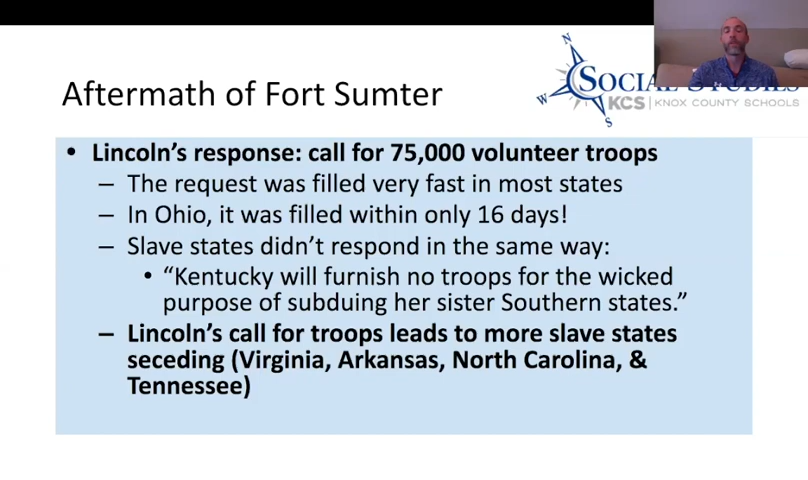 N
SOCIAL STUDIES
W
KCS | KNOX COUNTY SCHOOLS
S
Aftermath of Fort Sumter
• Lincoln’s response: call for 75,000 volunteer troops
– The request was filled very fast in most states
– In Ohio, it was filled within only 16 days!
– Slave states didn’t respond in the same way:
• “Kentucky will furnish no troops for the wicked
purpose of subduing her sister Southern states.”
– Lincoln’s call for troops leads to more slave states
seceding (Virginia, Arkansas, North Carolina, &
Tennessee)